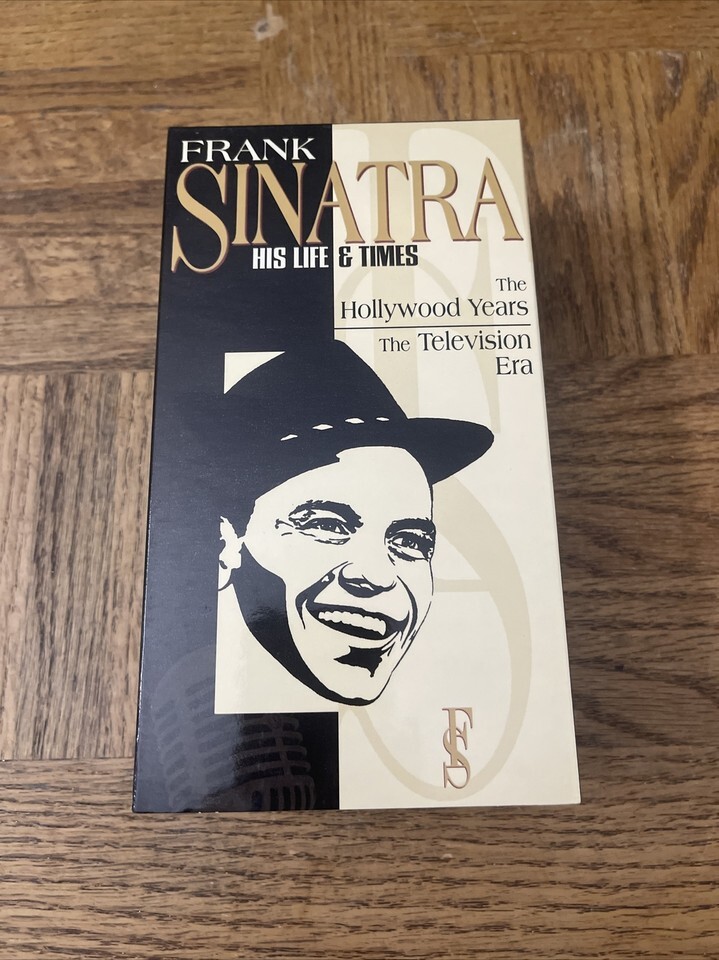 FRANK
SINATRA
HIS LIFE & TIMES
The
Hollywood Years
The Television
Era
FS